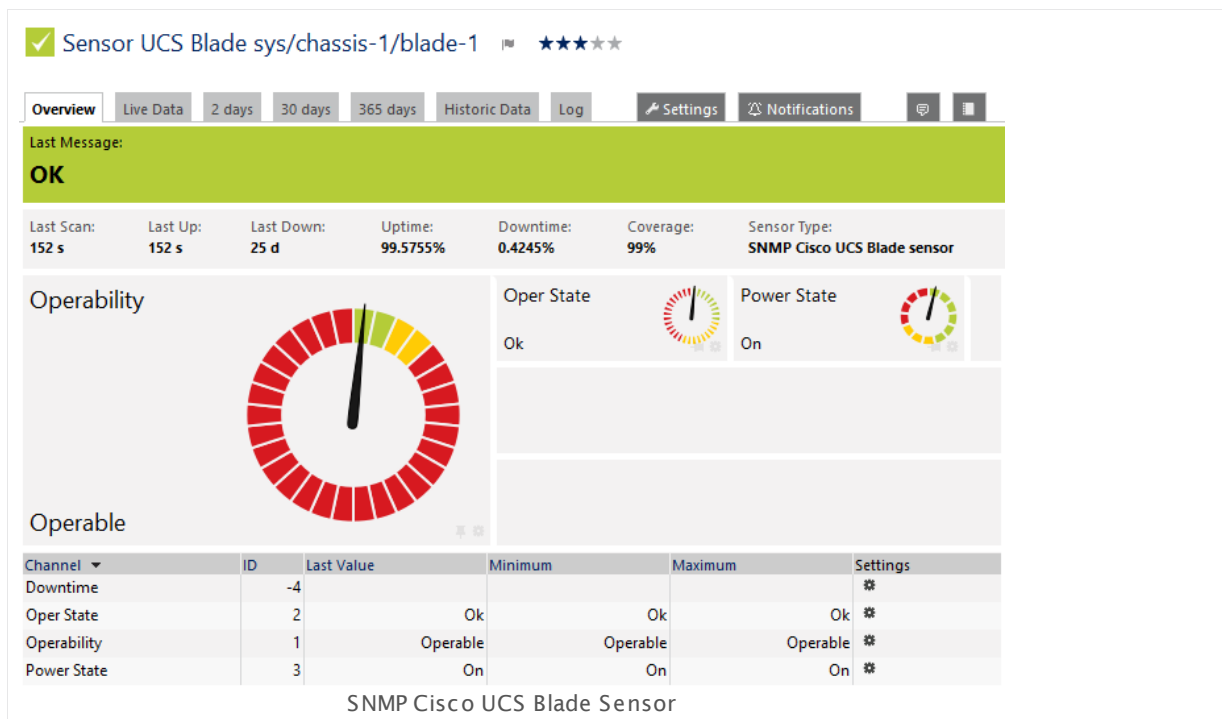 Sensor UCS Blade sys/chassis-1/blade-1
Overview Live Data 2 days 30 days 365 days Historic Data Log Settings Notifications
Last Message:
OK
Last Scan: Last Up: Last Down: Uptime: Downtime: Coverage: Sensor Type:
152 s 152 s 25 d 99.5755% 0.4245% 99% SNMP Cisco UCS Blade sensor
Operability
Operable
Oper State
Ok
Power State
On
Channel ID Last Value Minimum Maximum Settings
Downtime -4
Oper State 2 Ok Ok Ok
Operability 1 Operable Operable Operable
Power State 3 On On On
SNMP Cisco UCS Blade Sensor